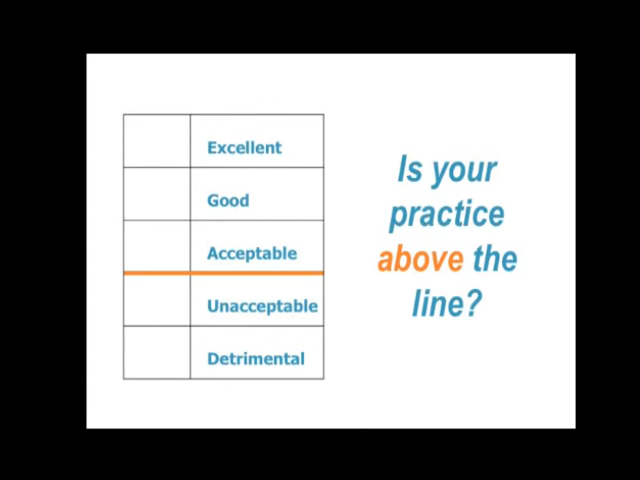 Excellent
Good
Acceptable
Unacceptable
Detrimental
Is your
practice
above the
line?